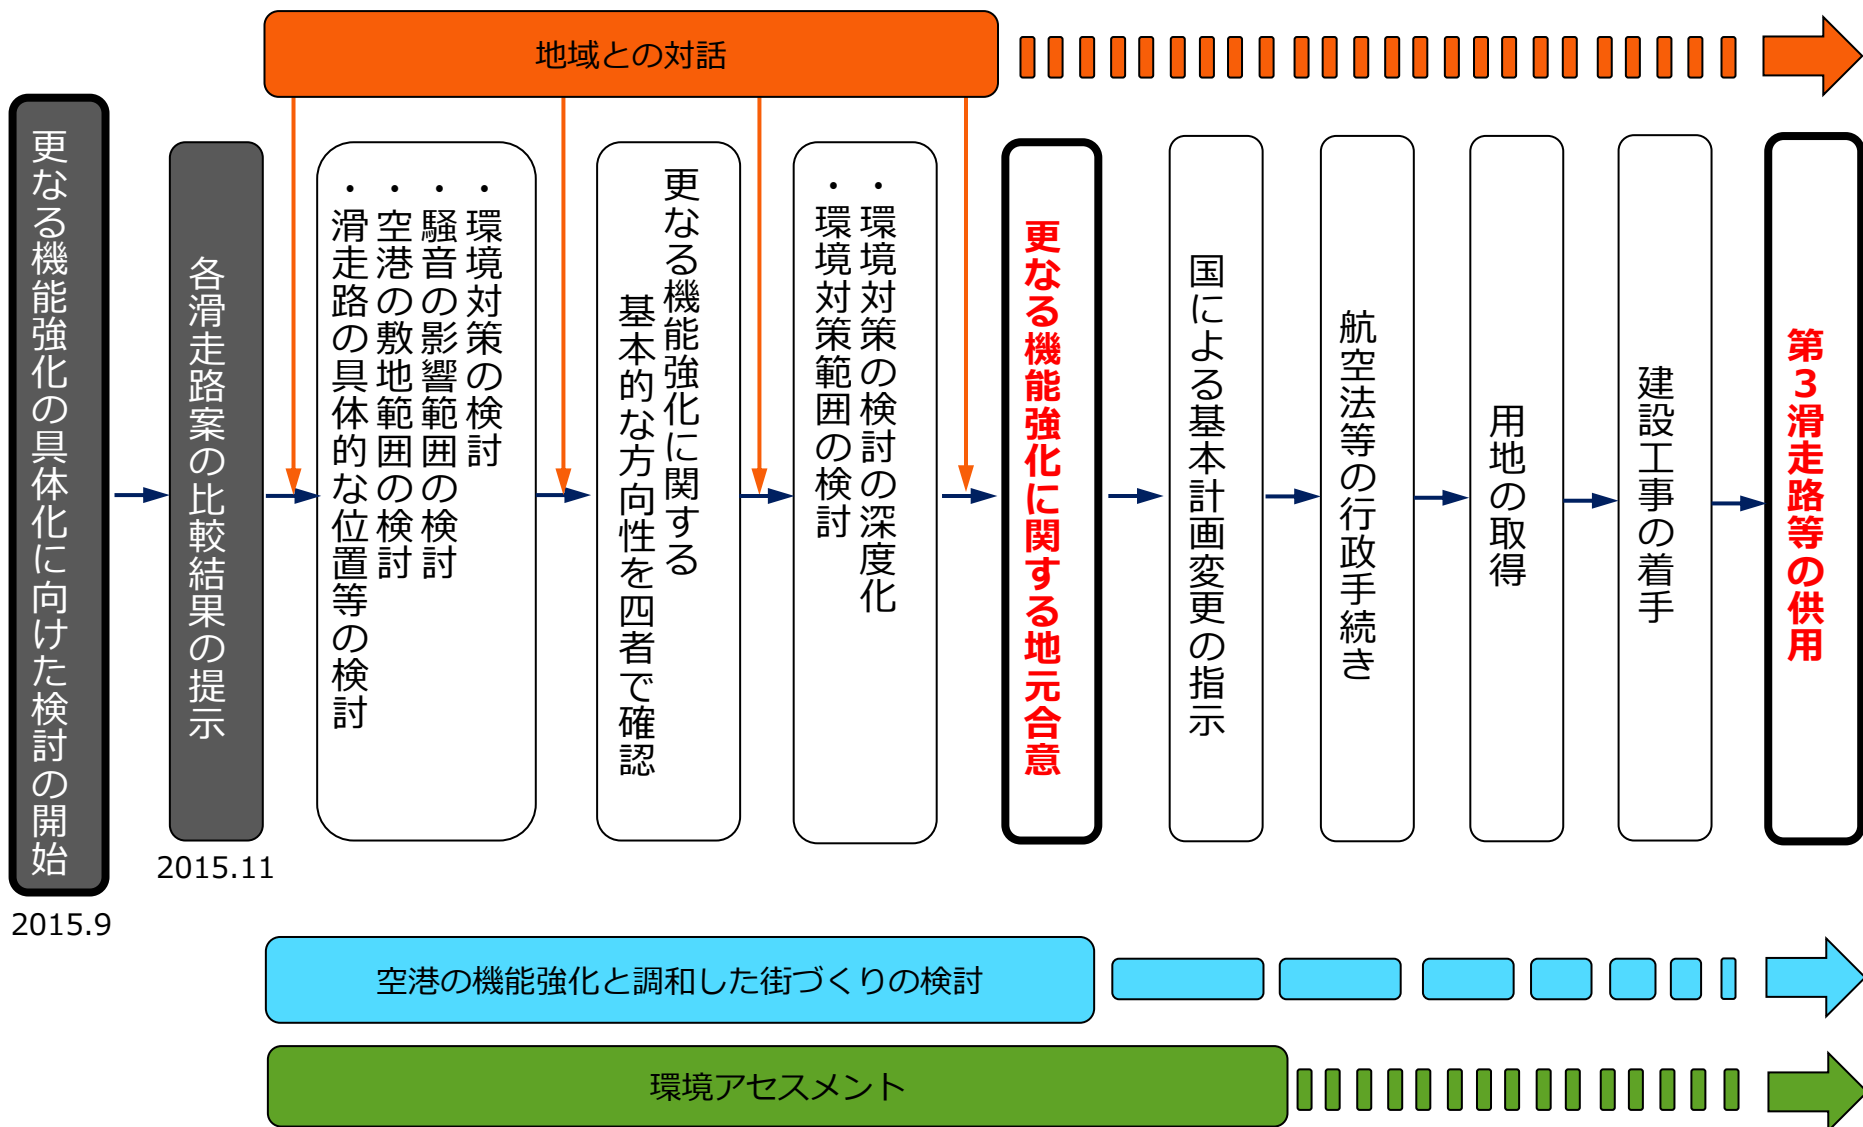 地域との対話
更なる機能強化の具体化に向けた検討の開始
2015.9
各滑走路案の比較結果の提示
2015.11
・環境対策の検討
・騒音の影響範囲の検討
・空港の敷地範囲の検討
・滑走路の具体的な位置等の検討
更なる機能強化に関する
基本的な方向性を四者で確認
・環境対策の検討の深度化
・環境対策範囲の検討
更なる機能強化に関する地元合意
国による基本計画変更の指示
航空法等の行政手続き
用地の取得
建設工事の着手
第3滑走路等の供用
空港の機能強化と調和した街づくりの検討
環境アセスメント